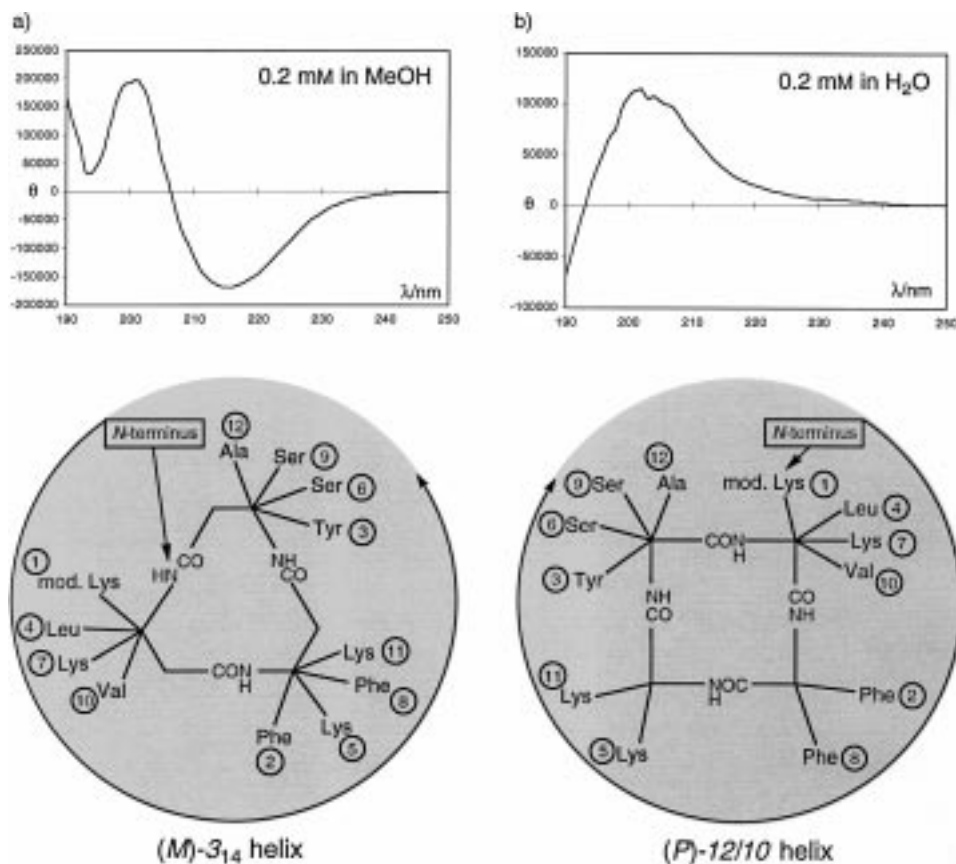 a)
250000
200000
150000
100000
50000
θ 0
-50000
-100000
-150000
-200000
0.2 mM in MeOH
λ/nm
190 200 210 220 230 240 250
b)
150000
100000
50000
θ 0
-50000
-100000
0.2 mM in H₂O
λ/nm
190 200 210 220 230 240 250
N-terminus
12
Ala
Ser 9
Ser 6
Tyr 3
HN
CO
NH
CO
1
mod. Lys
4 Leu
7 Lys
10 Val
CON
H
Lys 11
Phe
8
Lys
5
Phe
2
(M)-3₁₄ helix
N-terminus
12
9 Ser
Ala
mod. Lys 1
6 Ser
Leu 4
Lys 7
Val
10
3 Tyr
CON
H
NH
CO
CO
NH
11
Lys
NOC
H
Phe 2
5 Lys
Phe 8
(P)-12/10 helix